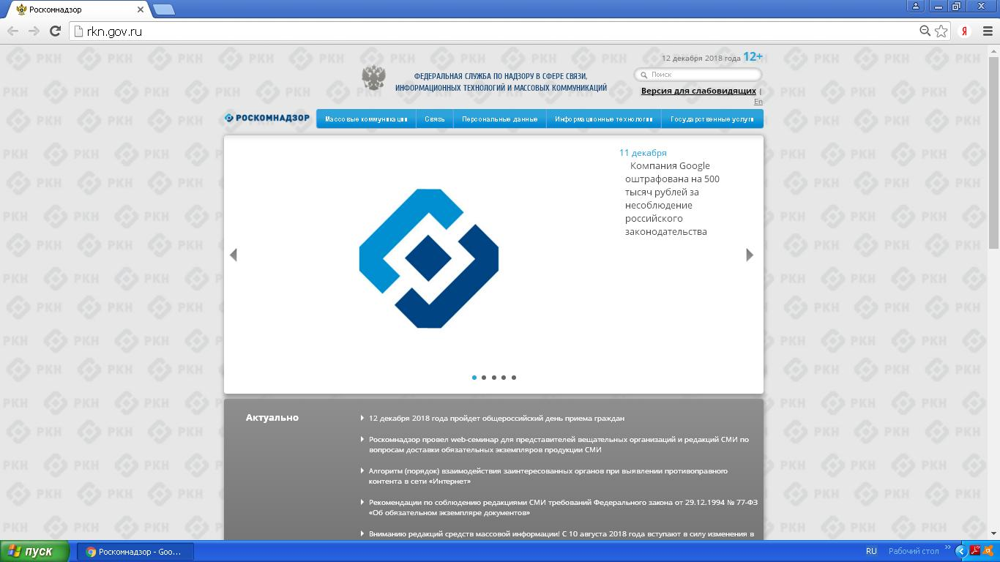 Роскомнадзор
rkn.gov.ru
Я
12 декабря 2018 года 12+
ФЕДЕРАЛЬНАЯ СЛУЖБА ПО НАДЗОРУ В СФЕРЕ СВЯЗИ,
ИНФОРМАЦИОННЫХ ТЕХНОЛОГИЙ И МАССОВЫХ КОММУНИКАЦИЙ
Поиск
Версия для слабовидящих |
En
РОСКОМНАДЗОР
Массовые коммуникации
Связь
Персональные данные
Информационные технологии
Государственные услуги
11 декабря
Компания Google
оштрафована на 500
тысяч рублей за
несоблюдение
российского
законодательства
Актуально
12 декабря 2018 года пройдет общероссийский день приема граждан
Роскомнадзор провел web-семинар для представителей вещательных организаций и редакций СМИ по
вопросам доставки обязательных экземпляров продукции СМИ
Алгоритм (порядок) взаимодействия заинтересованных органов при выявлении противоправного
контента в сети «Интернет»
Рекомендации по соблюдению редакциями СМИ требований Федерального закона от 29.12.1994 № 77-ФЗ
«Об обязательном экземпляре документов»
Вниманию редакций средств массовой информации! С 10 августа 2018 года вступают в силу изменения в
РКН
пуск
Роскомнадзор - Goo...
RU
Рабочий стол